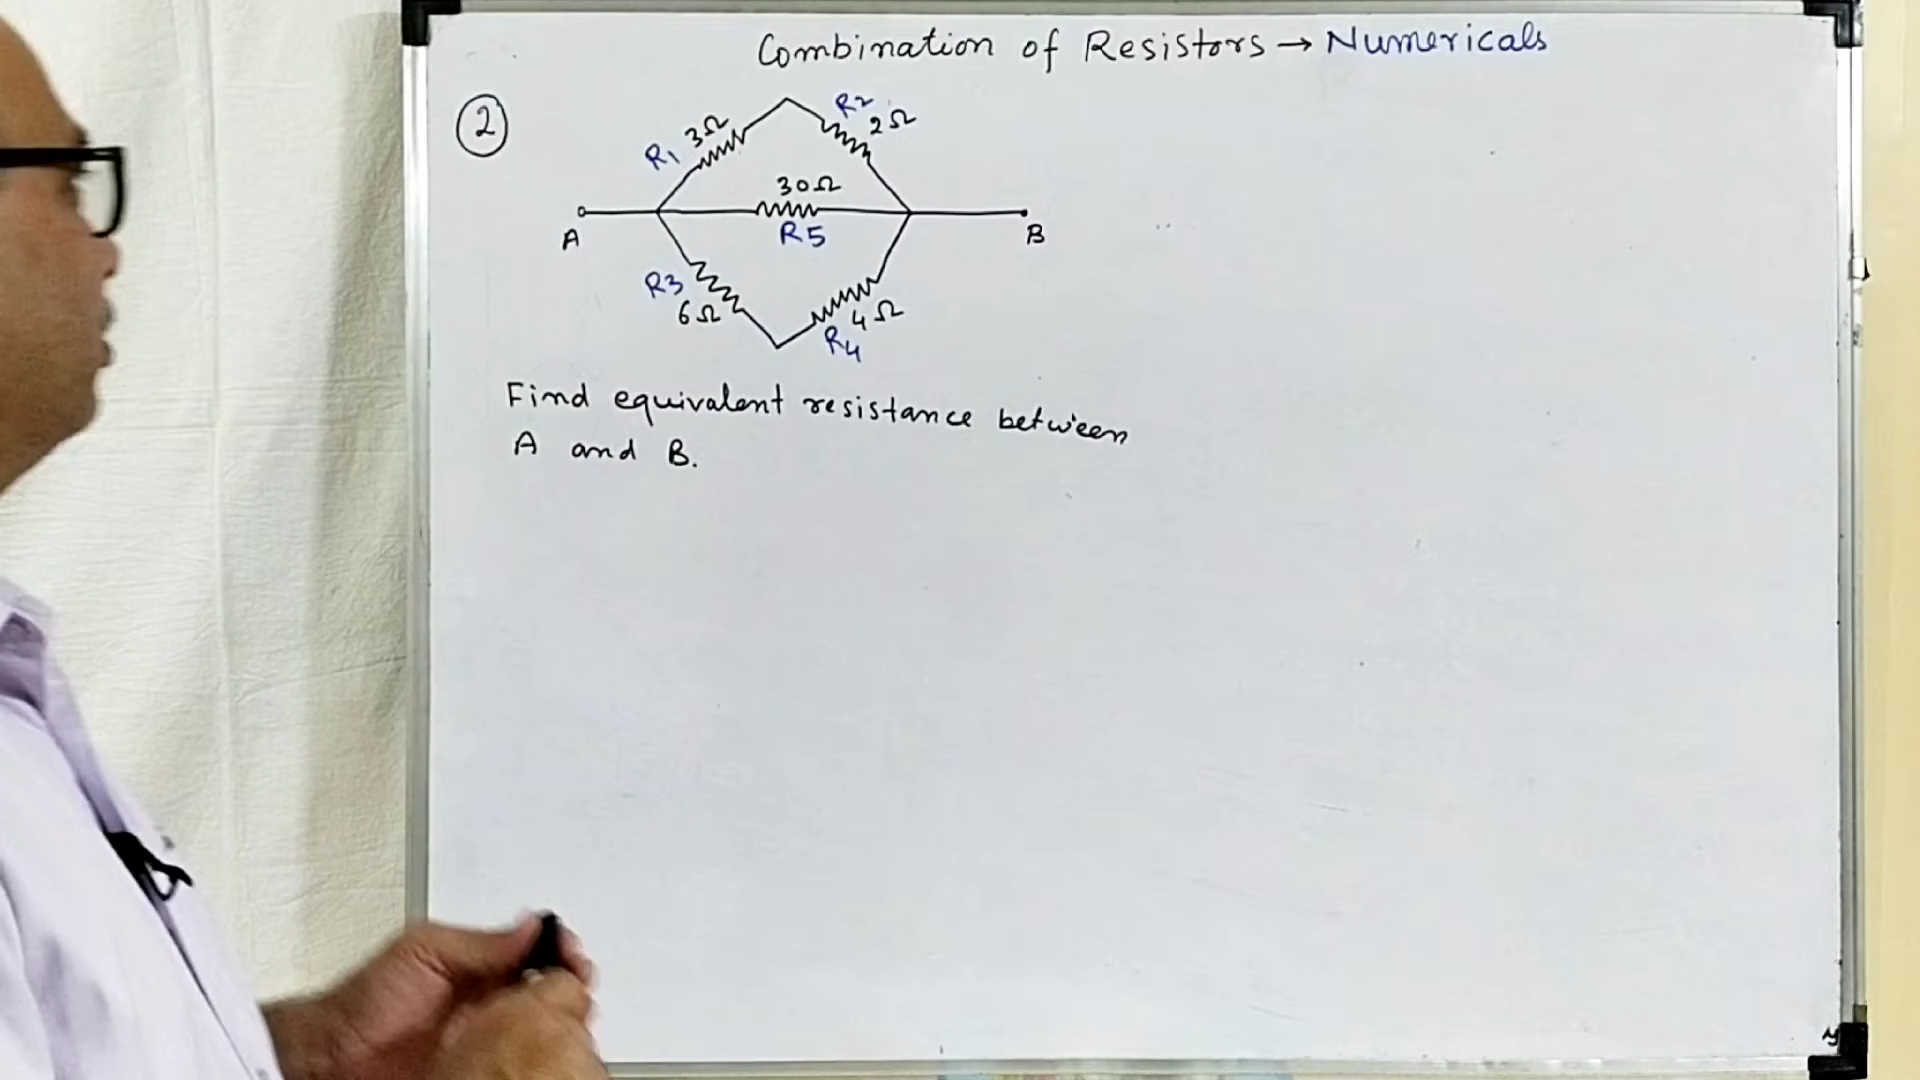 Combination of Resistors → Numericals
2
R1 3Ω
R2 2Ω
30Ω
R5
A
B
R3 6Ω
4Ω R4
Find equivalent resistance between
A and B.